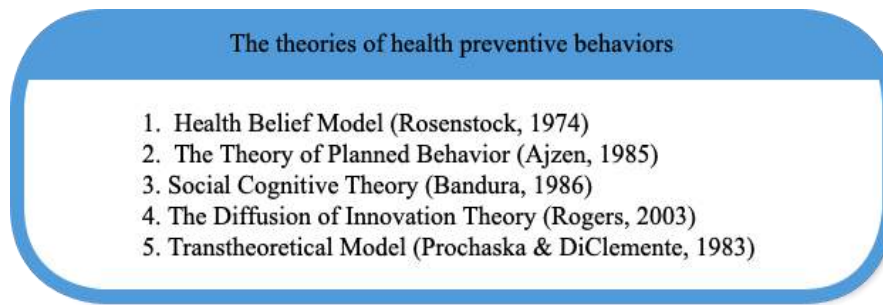 The theories of health preventive behaviors
1. Health Belief Model (Rosenstock, 1974)
2. The Theory of Planned Behavior (Ajzen, 1985)
3. Social Cognitive Theory (Bandura, 1986)
4. The Diffusion of Innovation Theory (Rogers, 2003)
5. Transtheoretical Model (Prochaska & DiClemente, 1983)